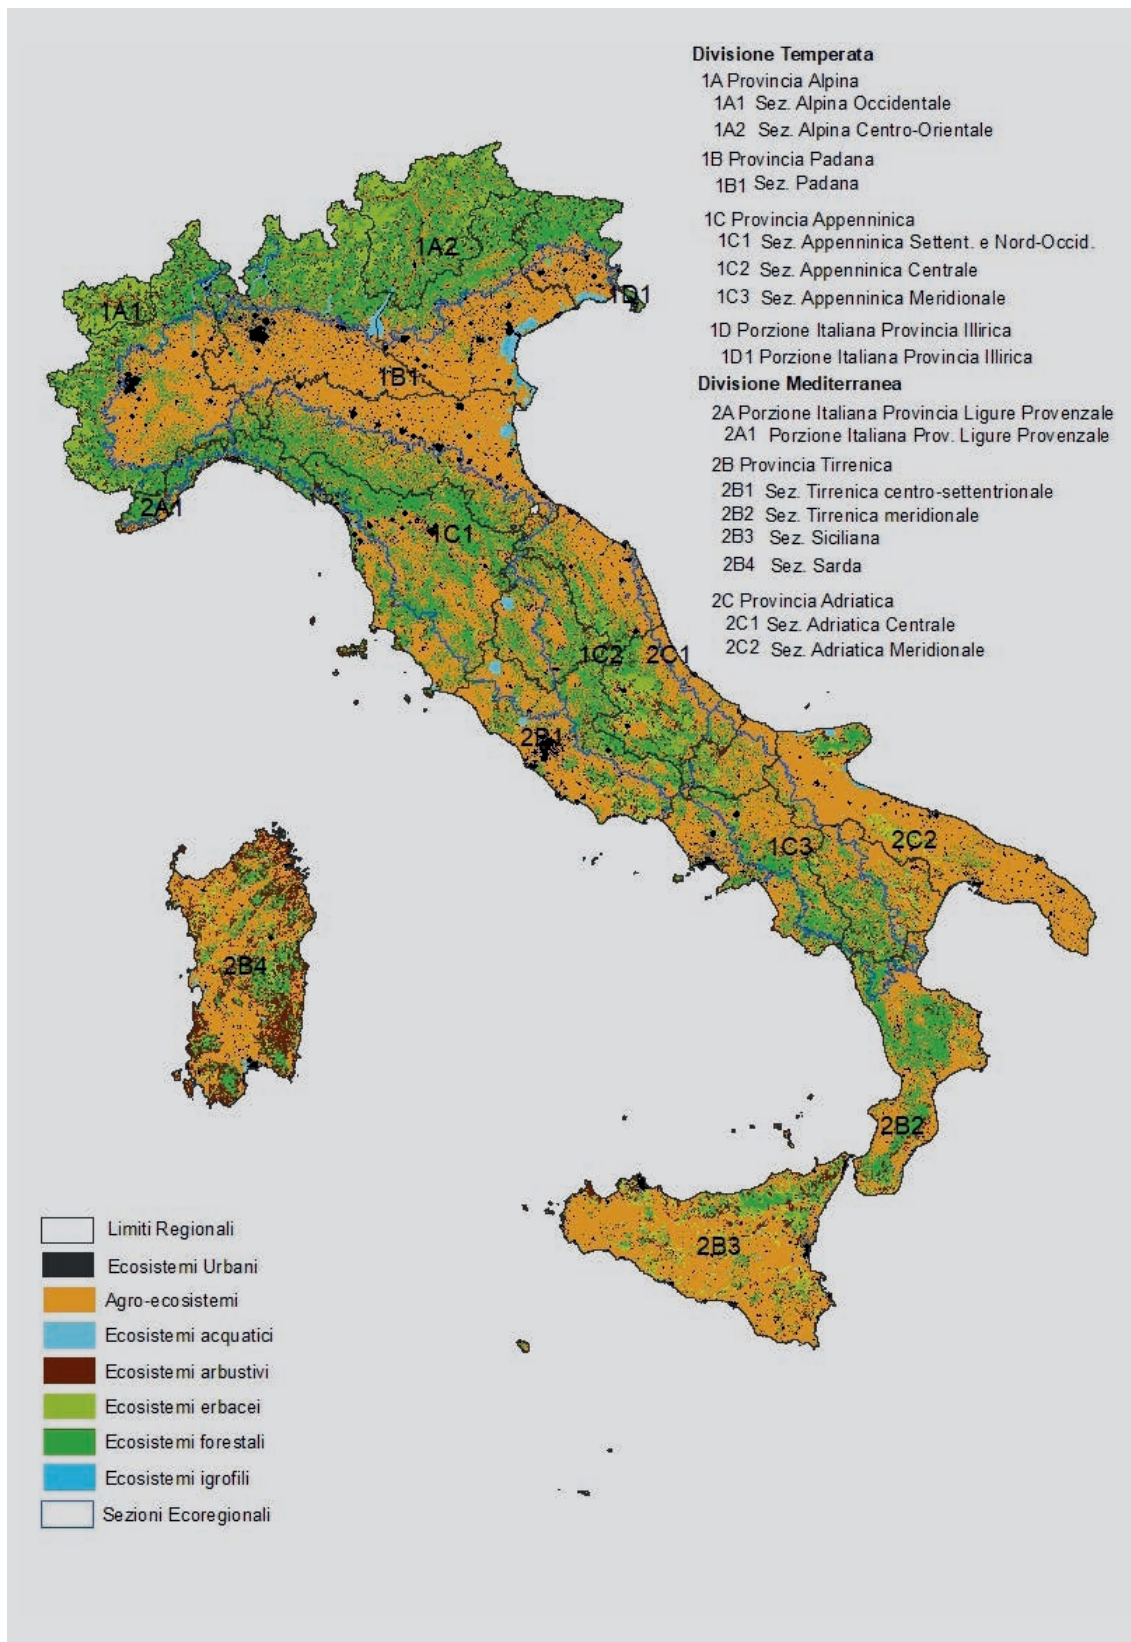 Divisione Temperata
1A Provincia Alpina
1A1 Sez. Alpina Occidentale
1A2 Sez. Alpina Centro-Orientale
1B Provincia Padana
1B1 Sez. Padana
1C Provincia Appenninica
1C1 Sez. Appenninica Settent. e Nord-Occid.
1C2 Sez. Appenninica Centrale
1C3 Sez. Appenninica Meridionale
1D Porzione Italiana Provincia Illirica
1D1 Porzione Italiana Provincia Illirica
Divisione Mediterranea
2A Porzione Italiana Provincia Ligure Provenzale
2A1 Porzione Italiana Prov. Ligure Provenzale
2B Provincia Tirrenica
2B1 Sez. Tirrenica centro-settentrionale
2B2 Sez. Tirrenica meridionale
2B3 Sez. Siciliana
2B4 Sez. Sarda
2C Provincia Adriatica
2C1 Sez. Adriatica Centrale
2C2 Sez. Adriatica Meridionale
1A2
1A1
1D1
1B1
2A1
1C1
1C2
2C1
2B1
1C3
2C2
2B4
2B2
2B3
Limiti Regionali
Ecosistemi Urbani
Agro-ecosistemi
Ecosistemi acquatici
Ecosistemi arbustivi
Ecosistemi erbacei
Ecosistemi forestali
Ecosistemi igrofili
Sezioni Ecoregionali